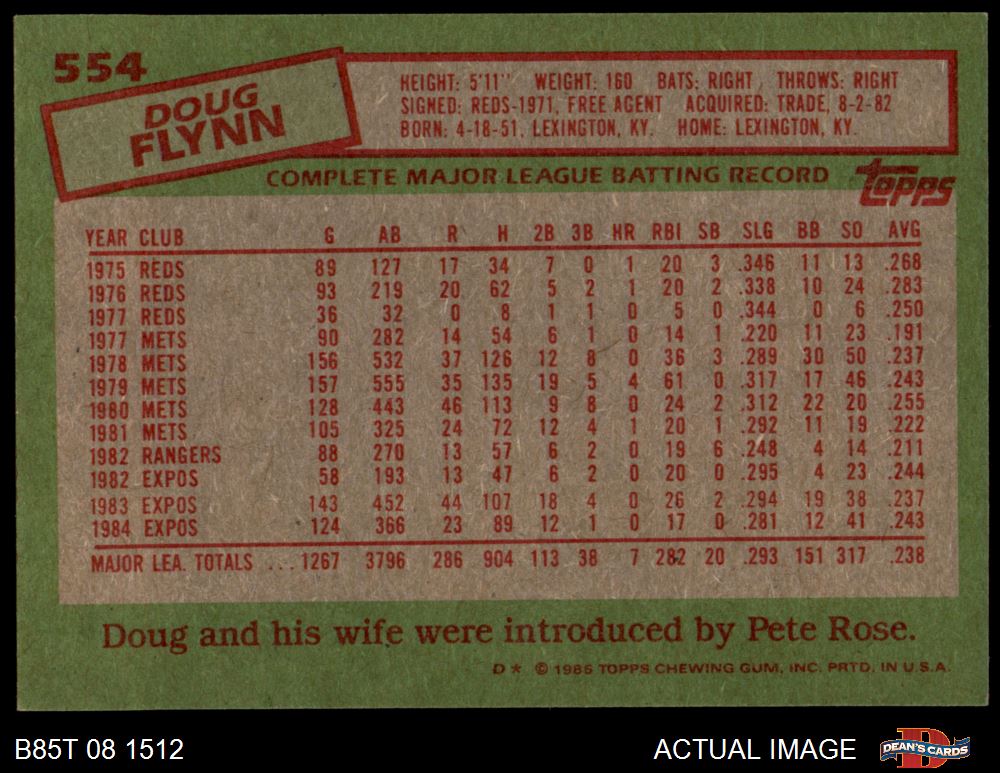 554
DOUG
FLYNN
HEIGHT: 5'11" WEIGHT: 160 BATS: RIGHT THROWS: RIGHT
SIGNED: REDS-1971, FREE AGENT ACQUIRED: TRADE, 8-2-82
BORN: 4-18-51, LEXINGTON, KY. HOME: LEXINGTON, KY.
COMPLETE MAJOR LEAGUE BATTING RECORD topps
YEAR CLUB G AB R H 2B 3B HR RBI SB SLG BB SO AVG
1975 REDS 89 127 17 34 7 0 1 20 3 .346 11 13 .268
1976 REDS 93 219 20 62 5 2 1 20 2 .338 10 24 .283
1977 REDS 36 32 0 8 1 1 0 5 0 .344 0 6 .250
1977 METS 90 282 14 54 6 1 0 14 1 .220 11 23 .191
1978 METS 156 532 37 126 12 8 0 36 3 .289 30 50 .237
1979 METS 157 555 35 135 19 5 4 61 0 .317 17 46 .243
1980 METS 128 443 46 113 9 8 0 24 2 .312 22 20 .255
1981 METS 105 325 24 72 12 4 1 20 1 .292 11 19 .222
1982 RANGERS 88 270 13 57 6 2 0 19 6 .248 4 14 .211
1982 EXPOS 58 193 13 47 6 2 0 20 0 .295 4 23 .244
1983 EXPOS 143 452 44 107 18 4 0 26 2 .294 19 38 .237
1984 EXPOS 124 366 23 89 12 1 0 17 0 .281 12 41 .243
MAJOR LEA. TOTALS ... 1267 3796 286 904 113 38 7 282 20 .293 151 317 .238
Doug and his wife were introduced by Pete Rose.
D * © 1985 TOPPS CHEWING GUM, INC. PRTD. IN U.S.A.
B85T 08 1512 ACTUAL IMAGE DEAN'S CARDS